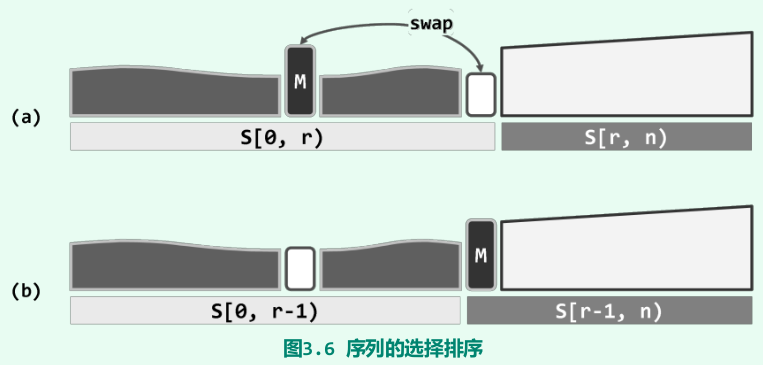 swap
M
(a)
S[0, r)
S[r, n)
M
(b)
S[0, r-1)
S[r-1, n)
图3.6 序列的选择排序